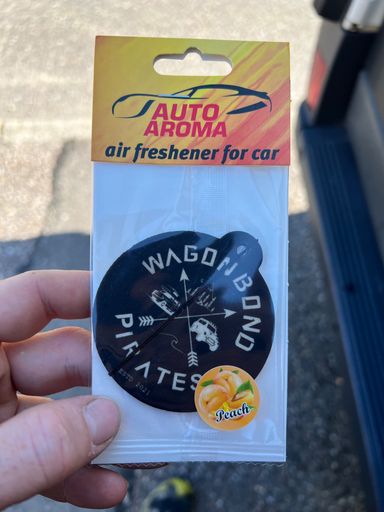 AUTO
AROMA
air freshener for car
WAGONBOND
PIRATES
Peach